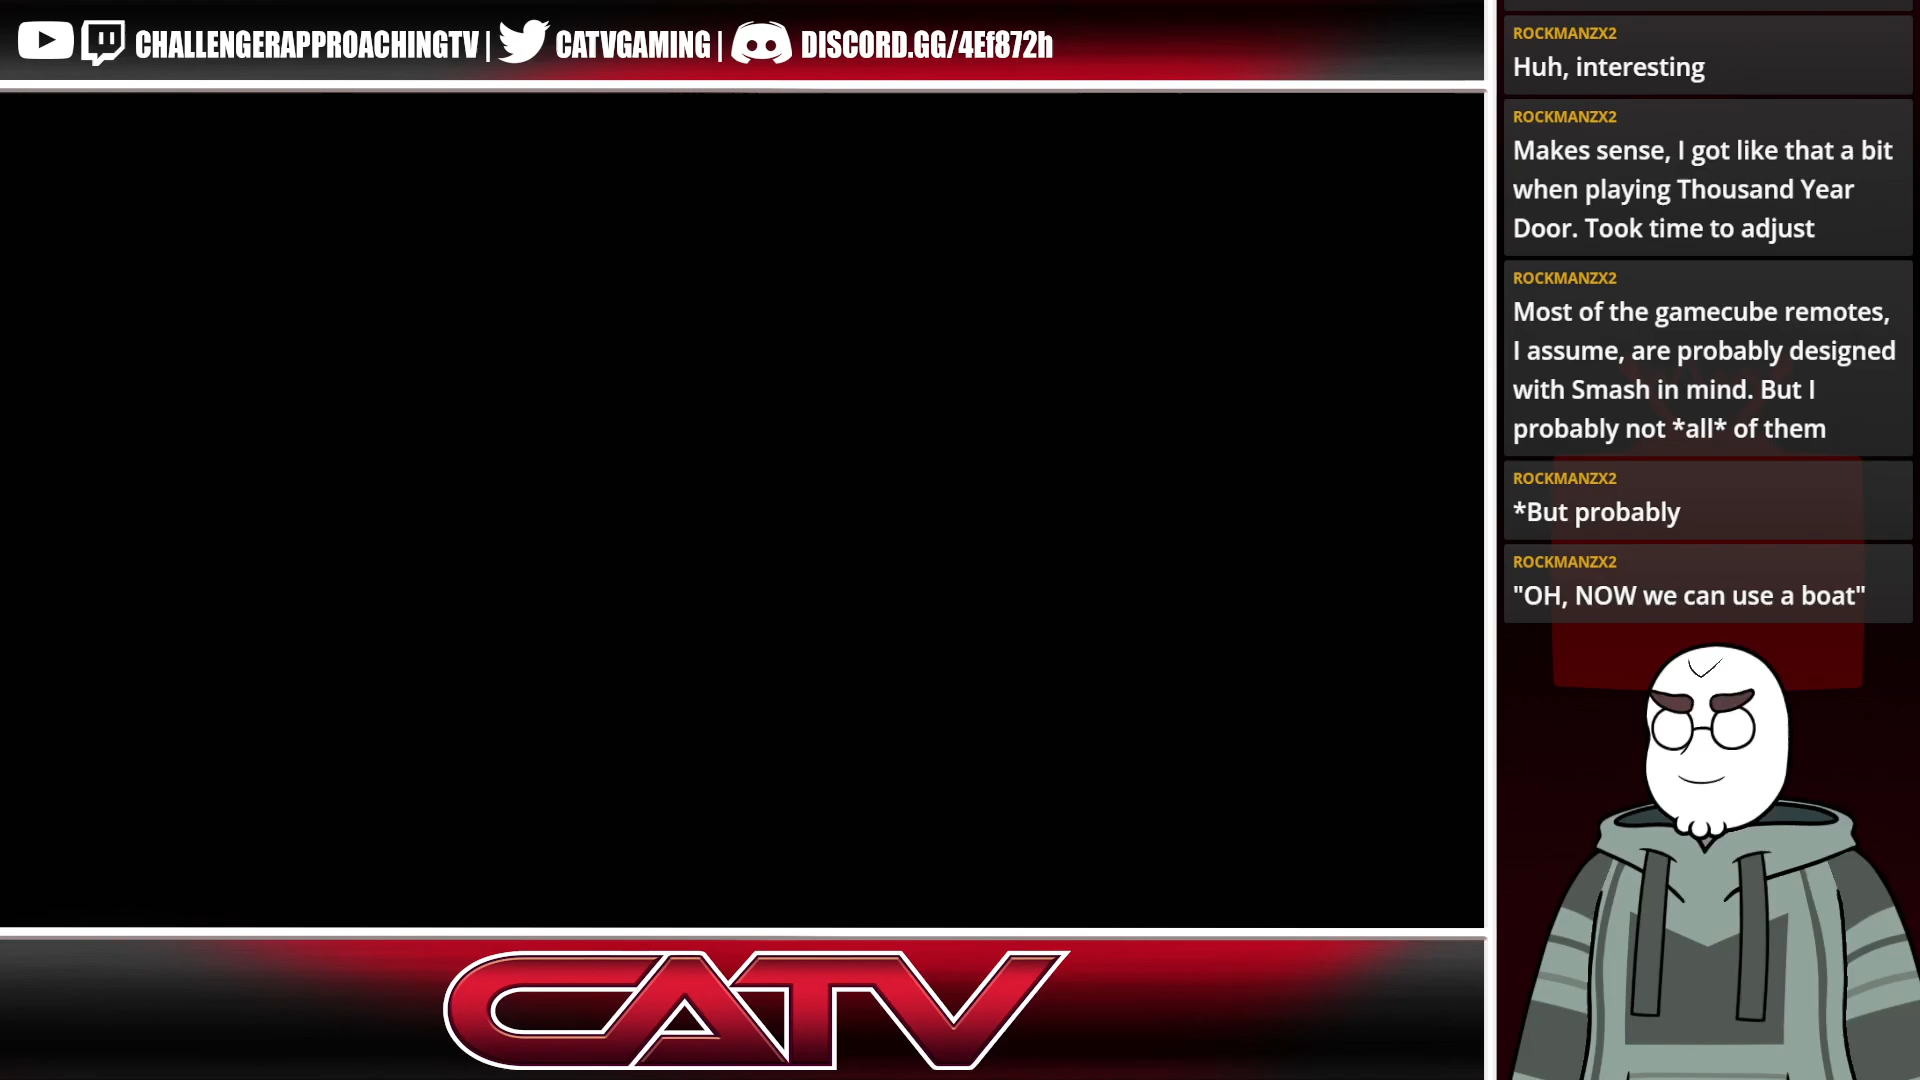 CHALLENGERAPPROACHINGTV | CATVGAMING | DISCORD.GG/4Ef872h
ROCKMANZX2
Huh, interesting
ROCKMANZX2
Makes sense, I got like that a bit
when playing Thousand Year
Door. Took time to adjust
ROCKMANZX2
Most of the gamecube remotes,
I assume, are probably designed
with Smash in mind. But I
probably not *all* of them
ROCKMANZX2
*But probably
ROCKMANZX2
"OH, NOW we can use a boat"
CATV